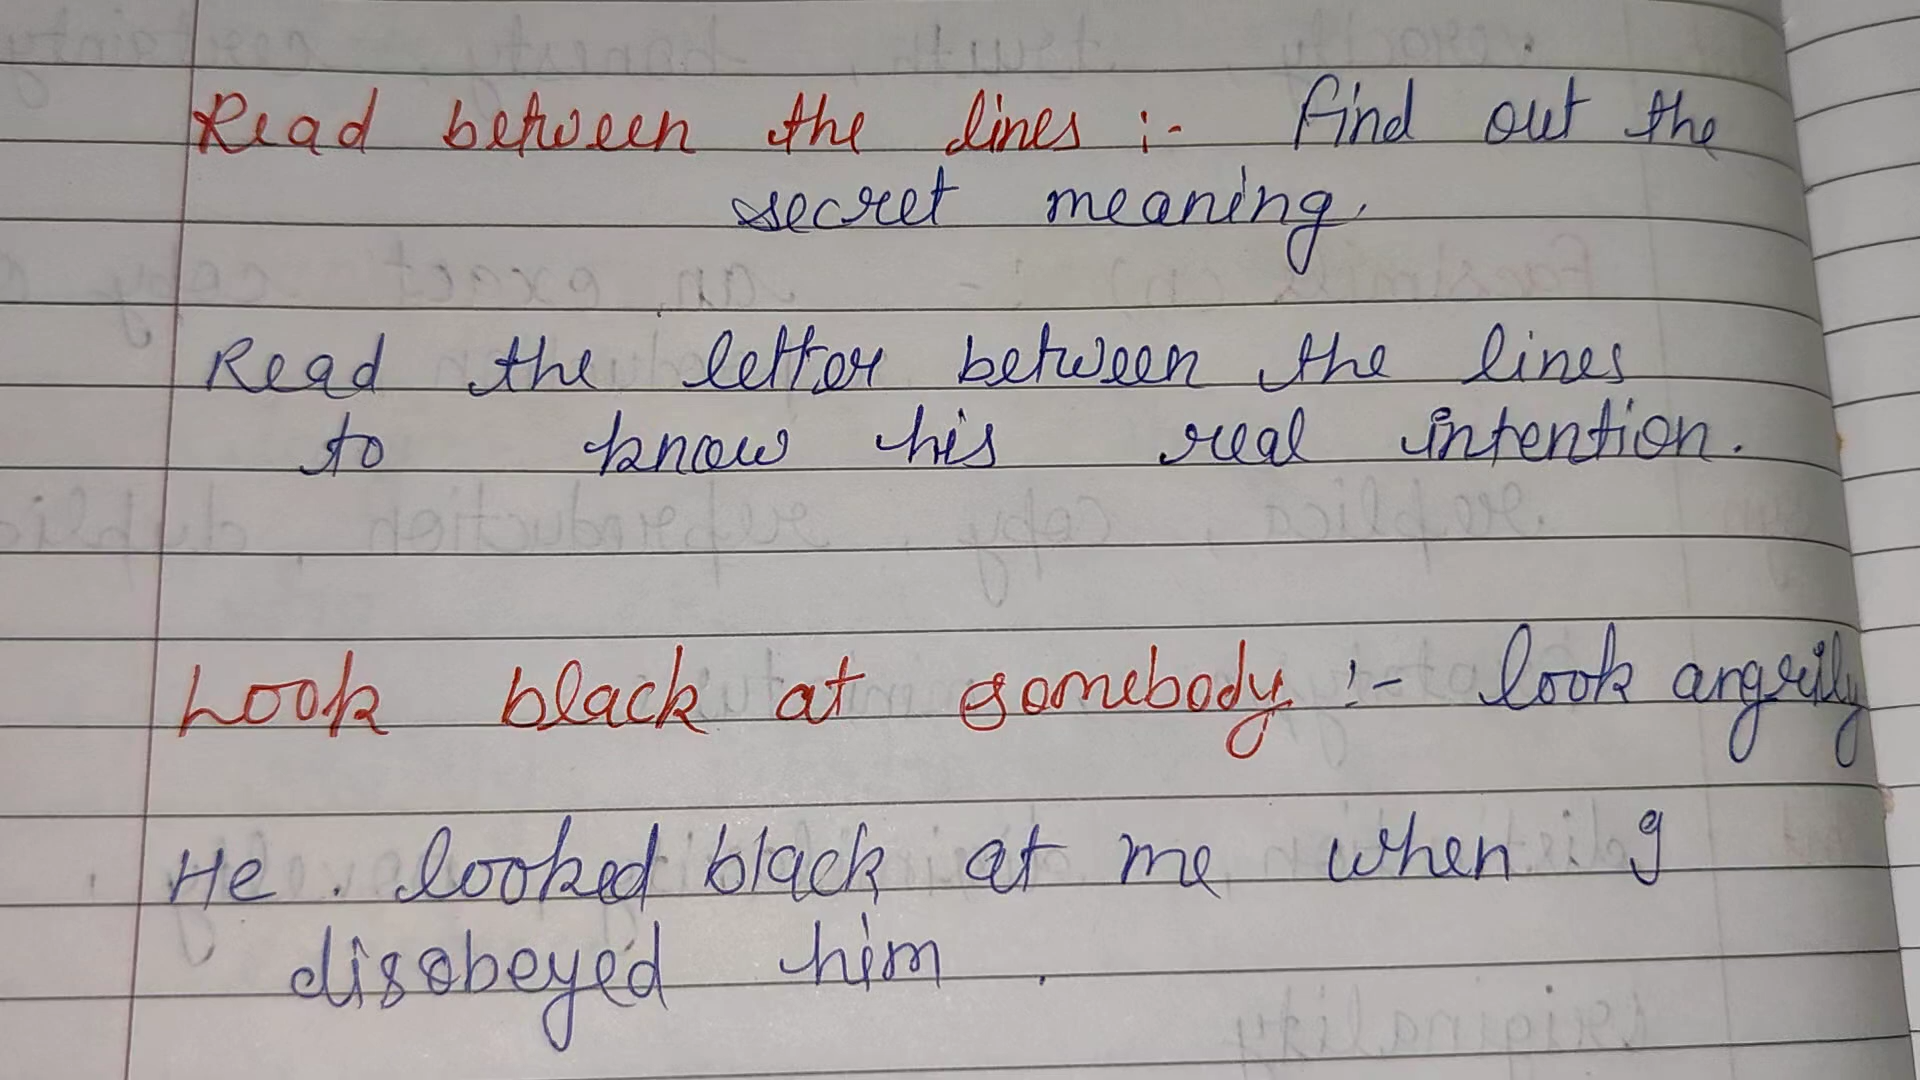 Read between the lines :- find out the
secret meaning.
Read the letter between the lines
to know his real intention.
Look black at somebody :- look angrily
He . looked black at me when I
disobeyed him .